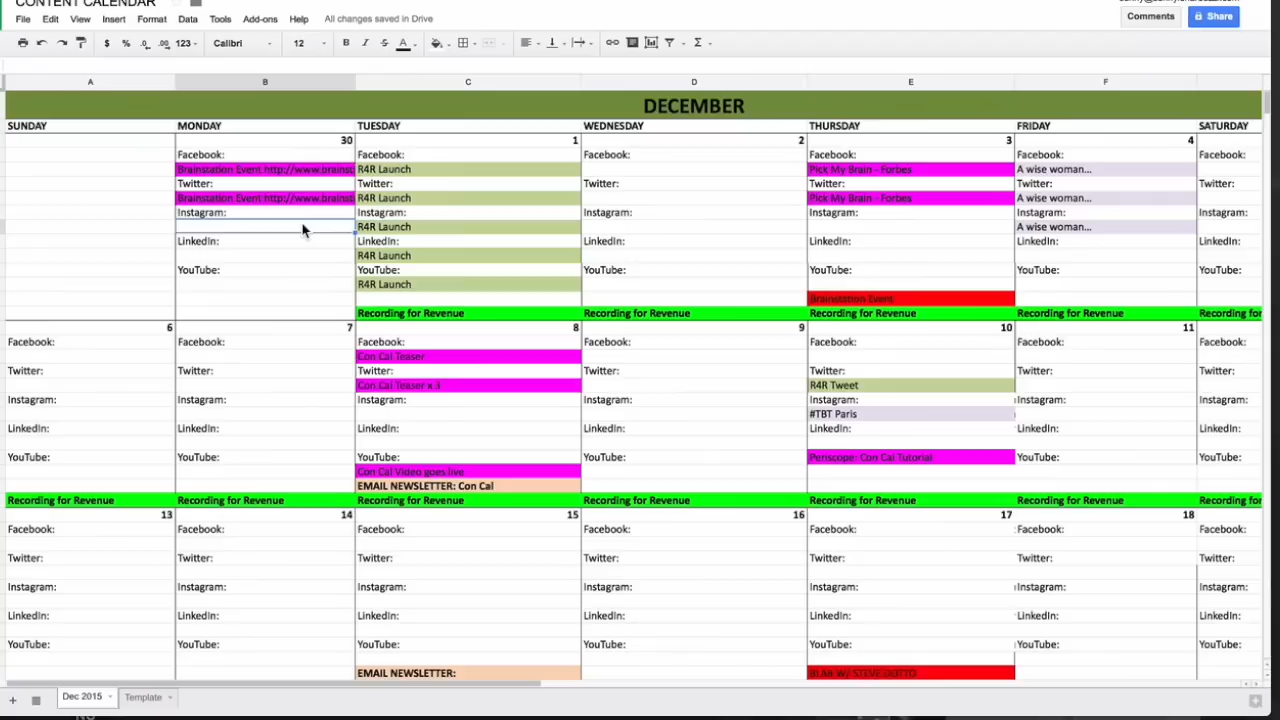 CONTENT CALENDAR
File Edit View Insert Format Data Tools Add-ons Help All changes saved in Drive
Comments Share
$ % .0 .00 123 Calibri 12 B I S A
A B C D E F
DECEMBER
SUNDAY MONDAY TUESDAY WEDNESDAY THURSDAY FRIDAY SATURDAY
30 1 2 3 4
Facebook: Facebook: Facebook: Facebook: Facebook: Facebook:
Brainstation Event http://www.brainst R4R Launch Pick My Brain - Forbes A wise woman...
Twitter: Twitter: Twitter: Twitter: Twitter: Twitter:
Brainstation Event http://www.brainst R4R Launch Pick My Brain - Forbes A wise woman...
Instagram: Instagram: Instagram: Instagram: Instagram: Instagram:
R4R Launch A wise woman...
LinkedIn: LinkedIn: LinkedIn: LinkedIn: LinkedIn: LinkedIn:
R4R Launch
YouTube: YouTube: YouTube: YouTube: YouTube: YouTube:
R4R Launch
Brainstation Event
Recording for Revenue Recording for Revenue Recording for Revenue Recording for Revenue Recording for
6 7 8 9 10 11
Facebook: Facebook: Facebook: Facebook: Facebook: Facebook: Facebook:
Con Cal Teaser
Twitter: Twitter: Twitter: Twitter: Twitter: Twitter: Twitter:
Con Cal Teaser x 3 R4R Tweet
Instagram: Instagram: Instagram: Instagram: Instagram: Instagram: Instagram:
#TBT Paris
LinkedIn: LinkedIn: LinkedIn: LinkedIn: LinkedIn: LinkedIn: LinkedIn:
YouTube: YouTube: YouTube: YouTube: Periscope: Con Cal Tutorial YouTube: YouTube:
Con Cal Video goes live
EMAIL NEWSLETTER: Con Cal
Recording for Revenue Recording for Revenue Recording for Revenue Recording for Revenue Recording for Revenue Recording for Revenue Recording for
13 14 15 16 17 18
Facebook: Facebook: Facebook: Facebook: Facebook: Facebook: Facebook:
Twitter: Twitter: Twitter: Twitter: Twitter: Twitter: Twitter:
Instagram: Instagram: Instagram: Instagram: Instagram: Instagram: Instagram:
LinkedIn: LinkedIn: LinkedIn: LinkedIn: LinkedIn: LinkedIn: LinkedIn:
YouTube: YouTube: YouTube: YouTube: YouTube: YouTube: YouTube:
EMAIL NEWSLETTER: BLAB W/ STEVE DOTTO
Dec 2015 Template